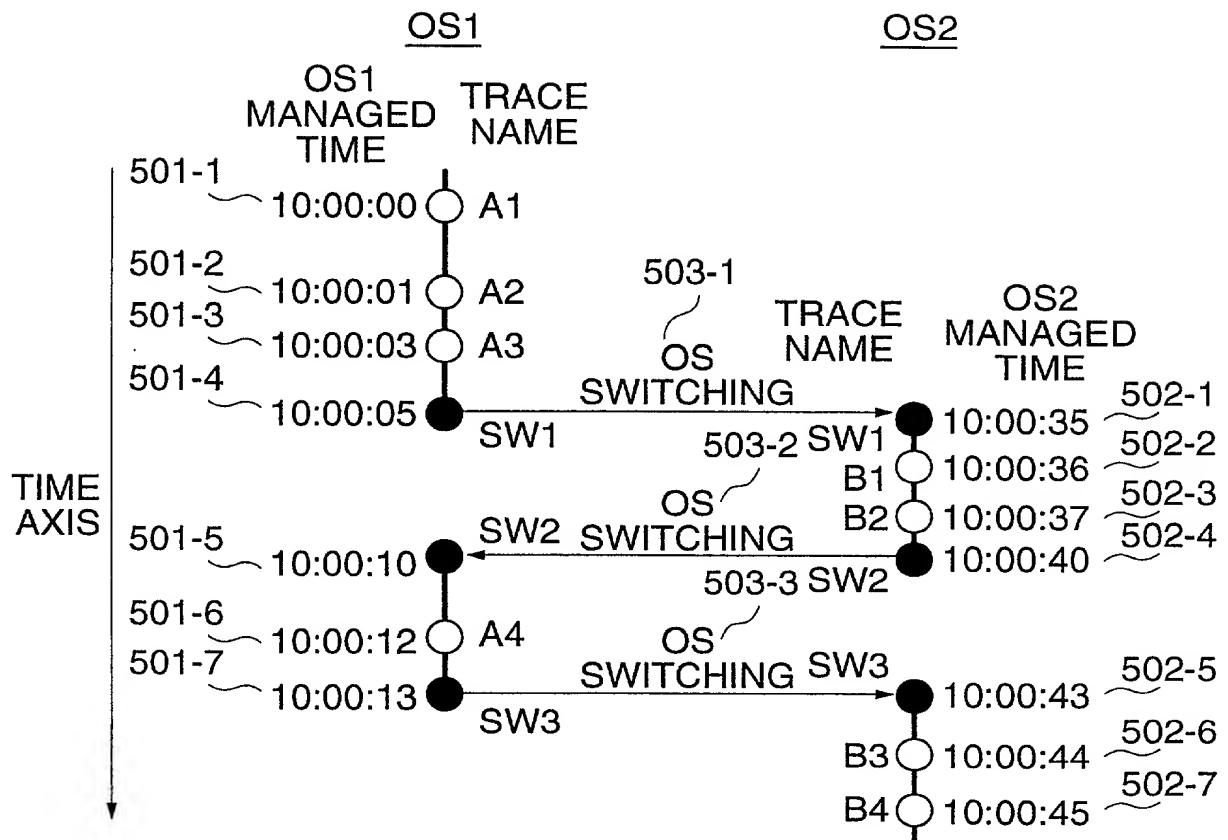 OS1
OS2
OS1
MANAGED
TIME
TRACE
NAME
501-1
10:00:00
A1
501-2
10:00:01
A2
501-3
10:00:03
A3
501-4
10:00:05
SW1
503-1
OS
SWITCHING
TRACE
NAME
OS2
MANAGED
TIME
SW1
10:00:35
502-1
B1
10:00:36
502-2
B2
10:00:37
502-3
10:00:40
502-4
SW2
503-2
OS
SWITCHING
TIME
AXIS
501-5
10:00:10
SW2
501-6
10:00:12
A4
501-7
10:00:13
SW3
503-3
OS
SWITCHING
SW3
10:00:43
502-5
B3
10:00:44
502-6
B4
10:00:45
502-7